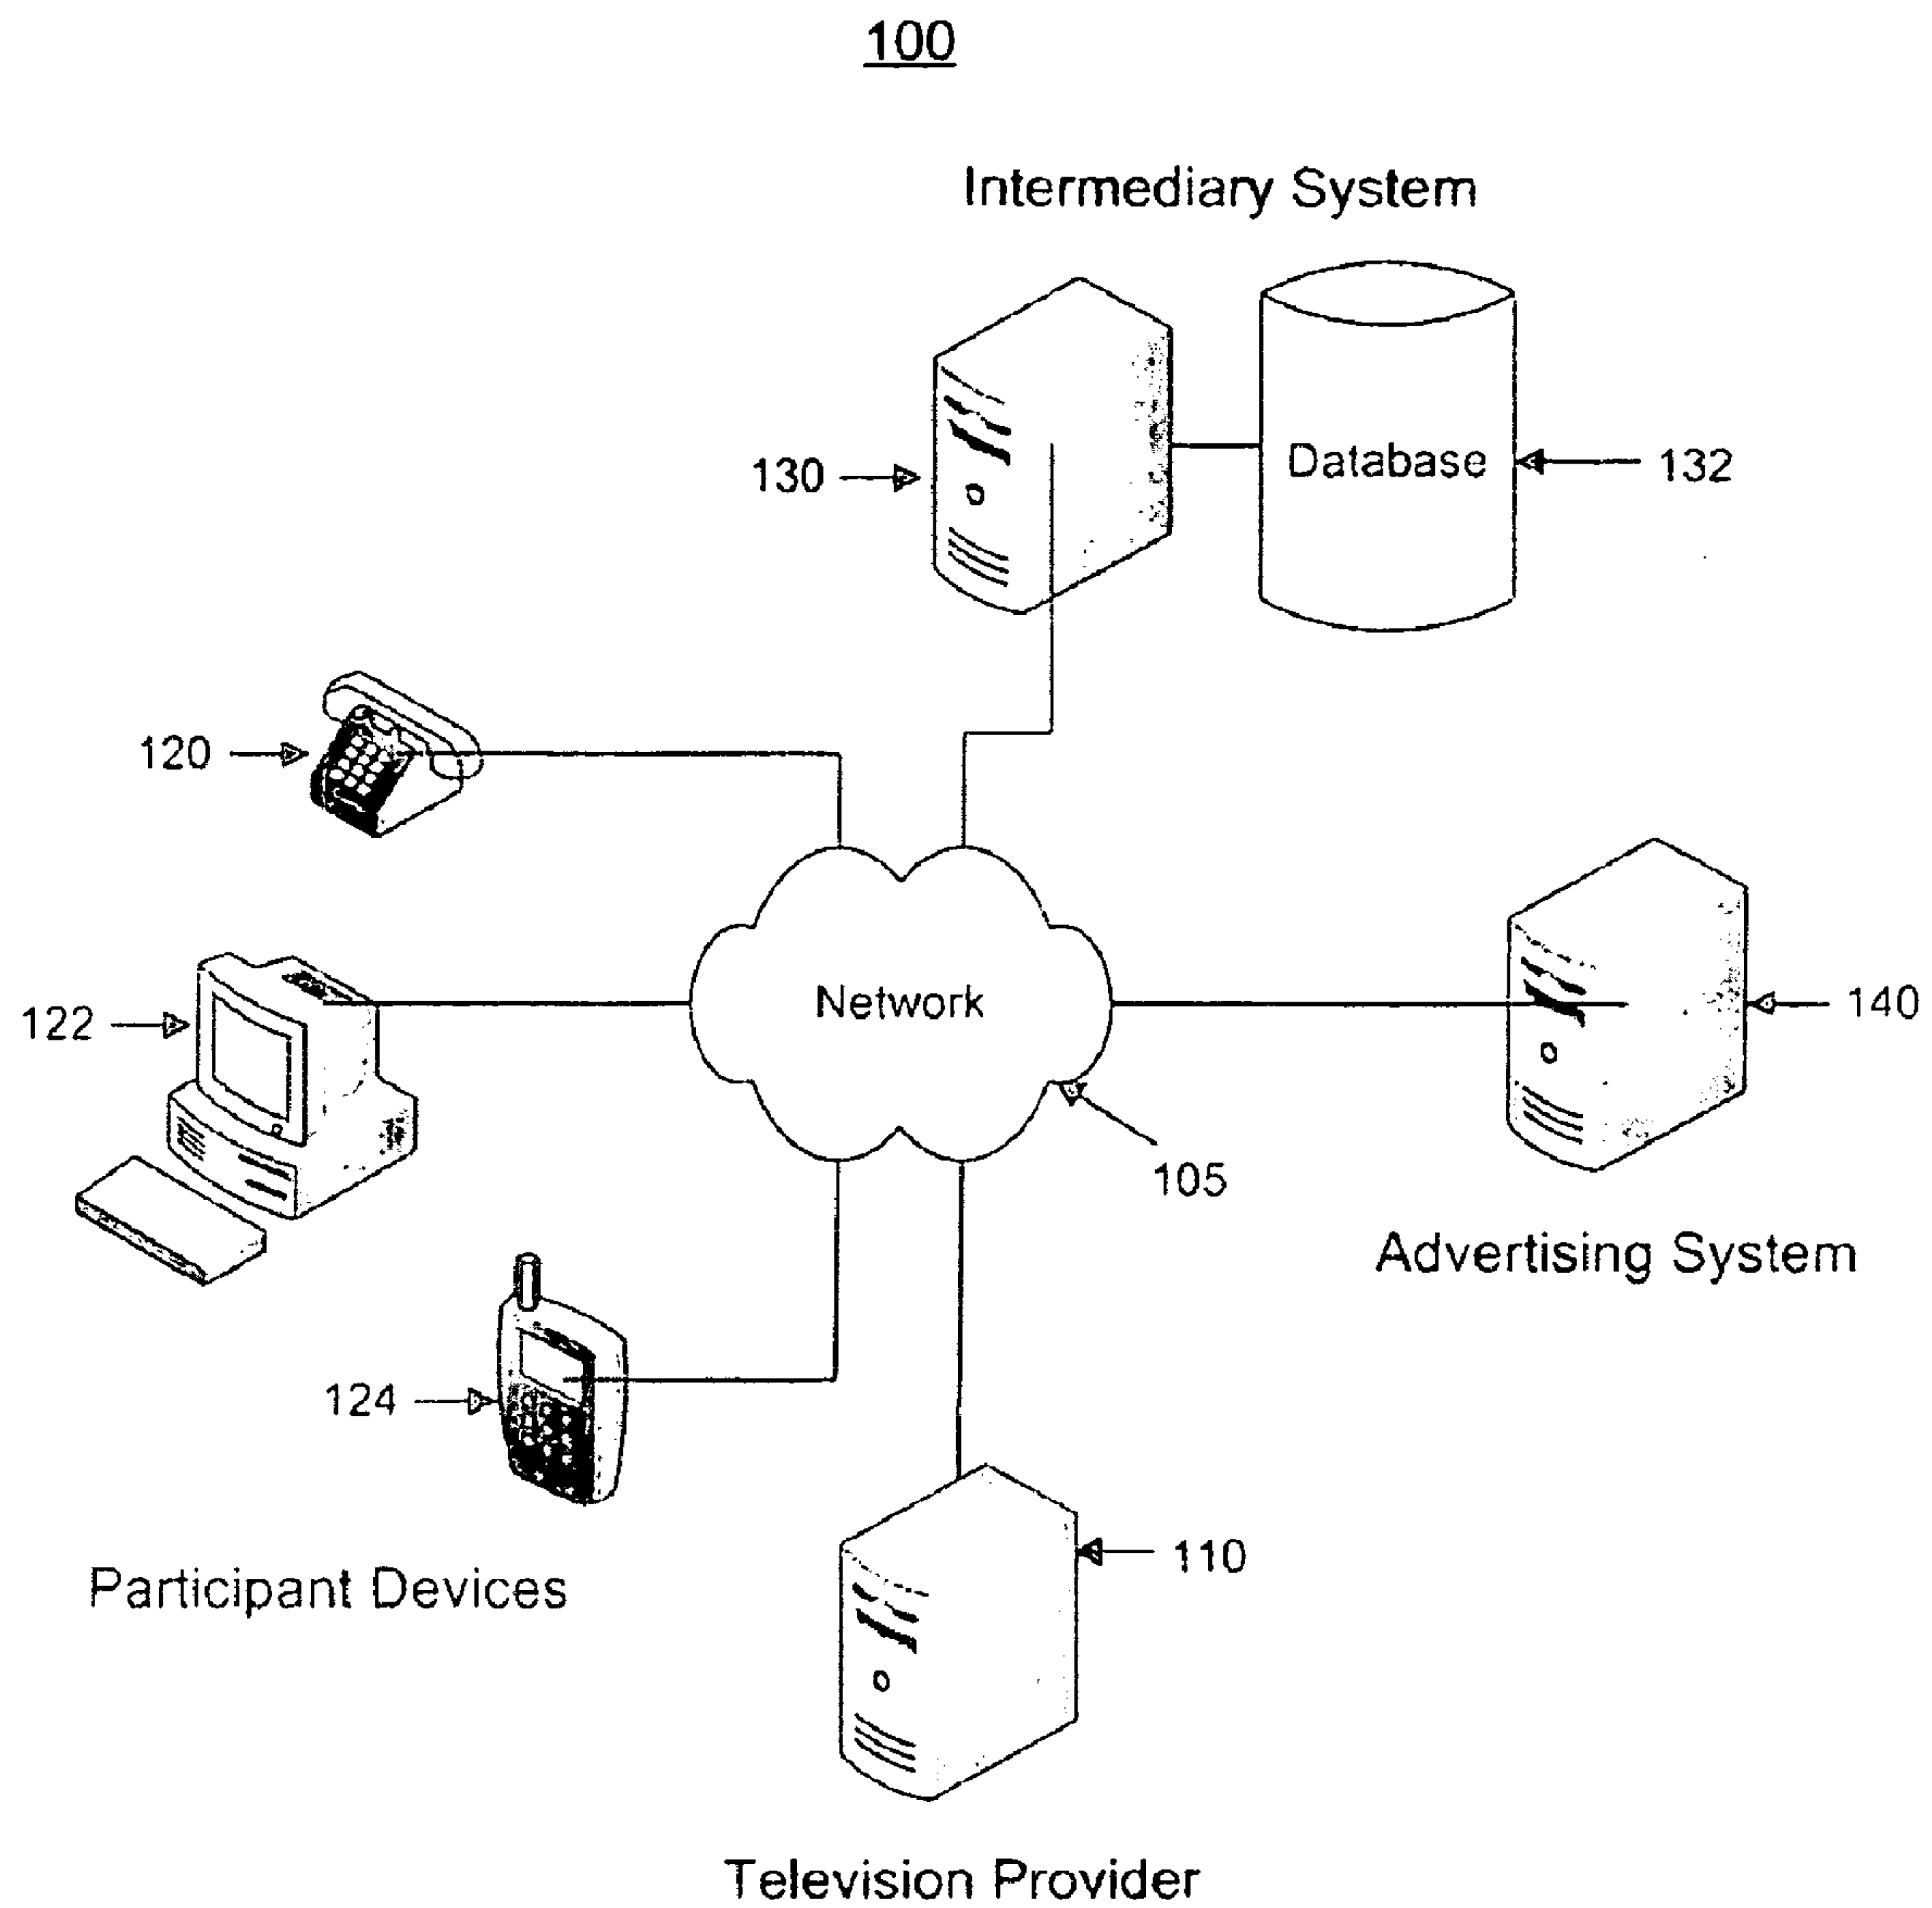 100
Intermediary System
130
Database
132
120
122
Network
140
105
Advertising System
124
Participant Devices
110
Television Provider